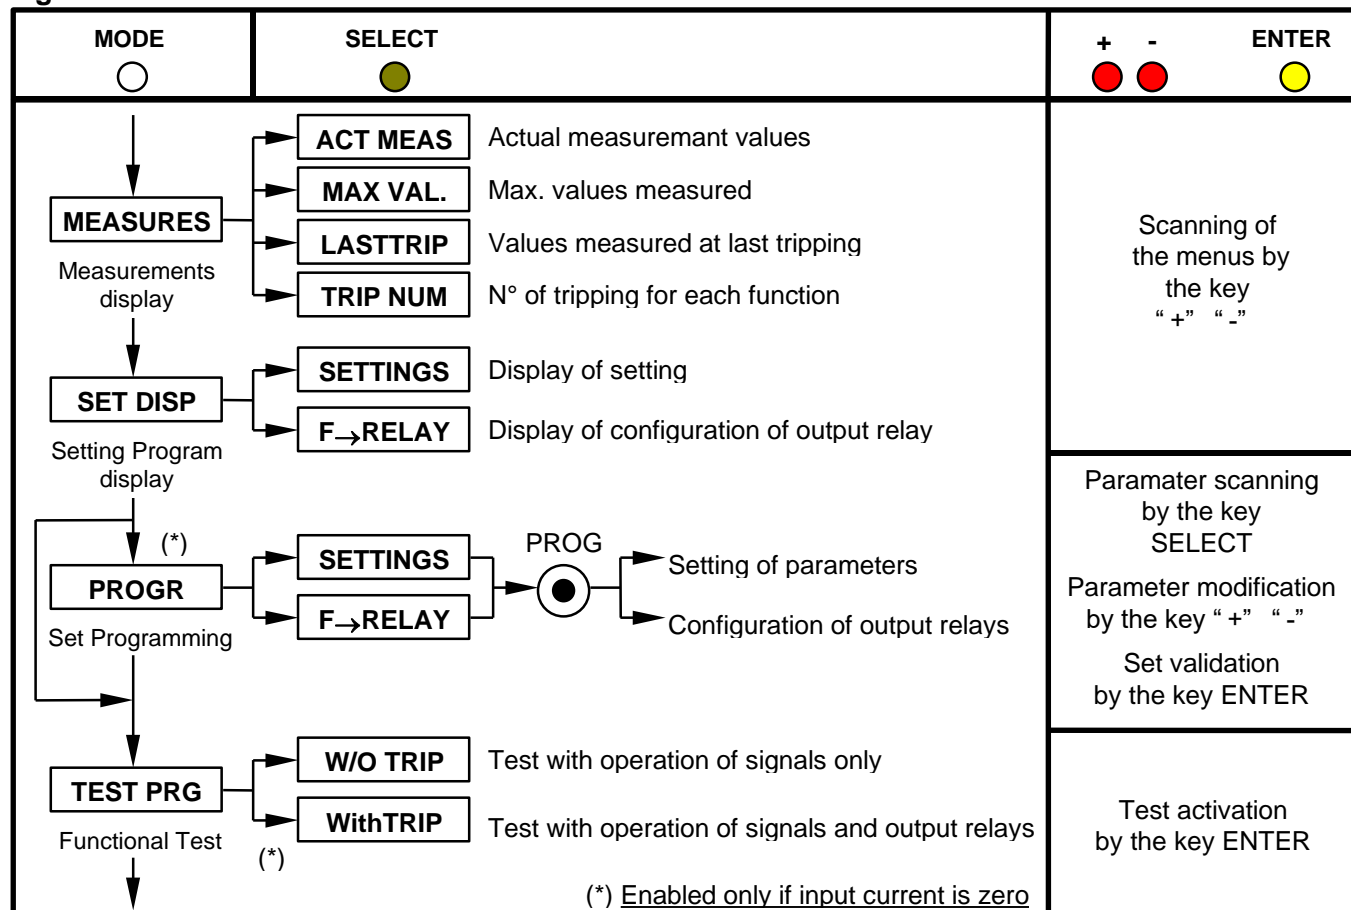 MODE
SELECT
+ -
ENTER
ACT MEAS
Actual measuremant values
MAX VAL.
Max. values measured
MEASURES
LASTTRIP
Values measured at last tripping
Measurements
display
TRIP NUM
N° of tripping for each function
Scanning of
the menus by
the key
“ +” “ -”
SET DISP
SETTINGS
Display of setting
F→RELAY
Display of configuration of output relay
Setting Program
display
(*)
PROGR
Set Programming
SETTINGS
F→RELAY
PROG
Setting of parameters
Configuration of output relays
Paramater scanning
by the key
SELECT
Parameter modification
by the key “ +” “ -”
Set validation
by the key ENTER
TEST PRG
Functional Test
W/O TRIP
Test with operation of signals only
WithTRIP
Test with operation of signals and output relays
(*)
Test activation
by the key ENTER
(*) Enabled only if input current is zero